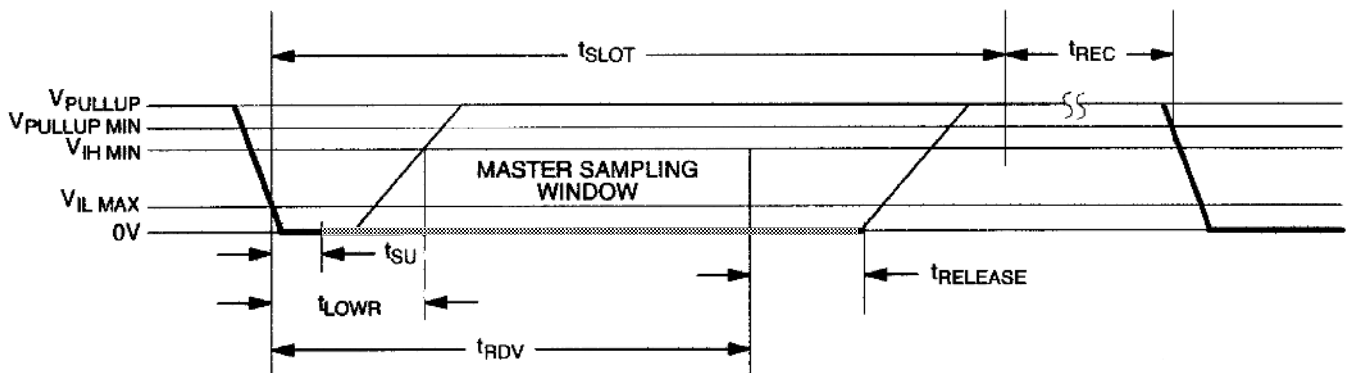 tSLOT
tREC
VPULLUP
VPULLUP MIN
VIH MIN
MASTER SAMPLING
WINDOW
VIL MAX
0V
tSU
tRELEASE
tLOWR
tRDV